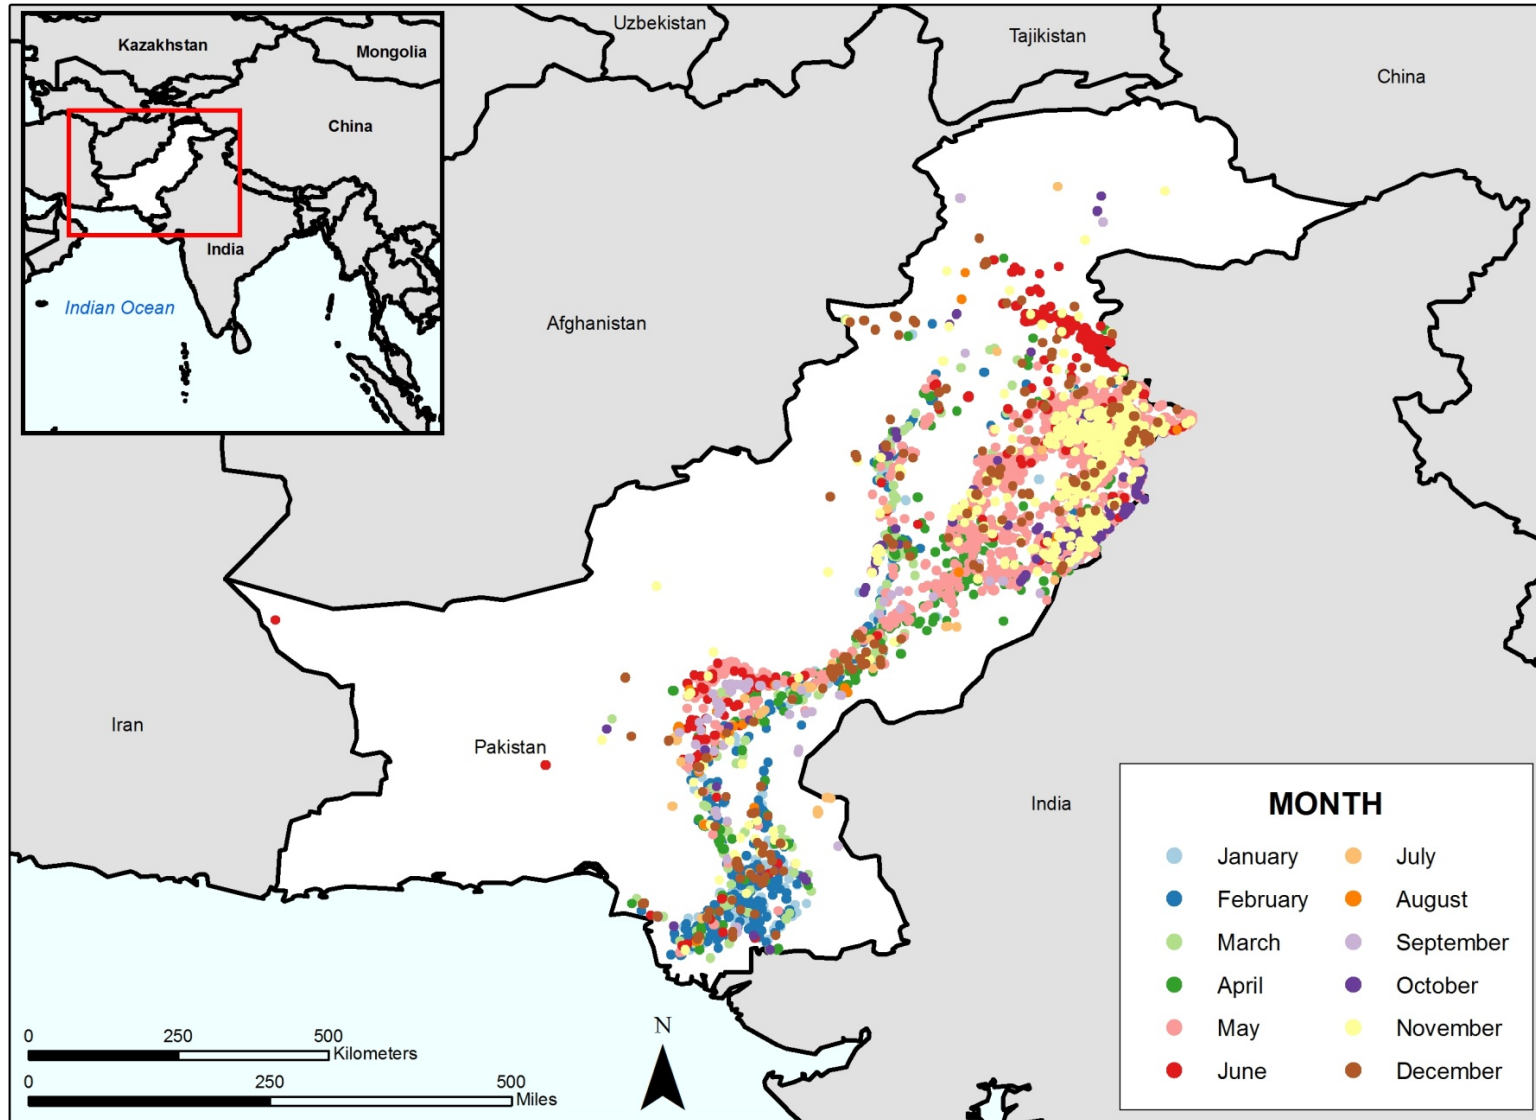 Kazakhstan
Mongolia
China
India
Indian Ocean
Uzbekistan
Tajikistan
China
Afghanistan
Iran
Pakistan
India
MONTH
January
February
March
April
May
June
July
August
September
October
November
December
0 250 500
Kilometers
0 250 500
Miles
N